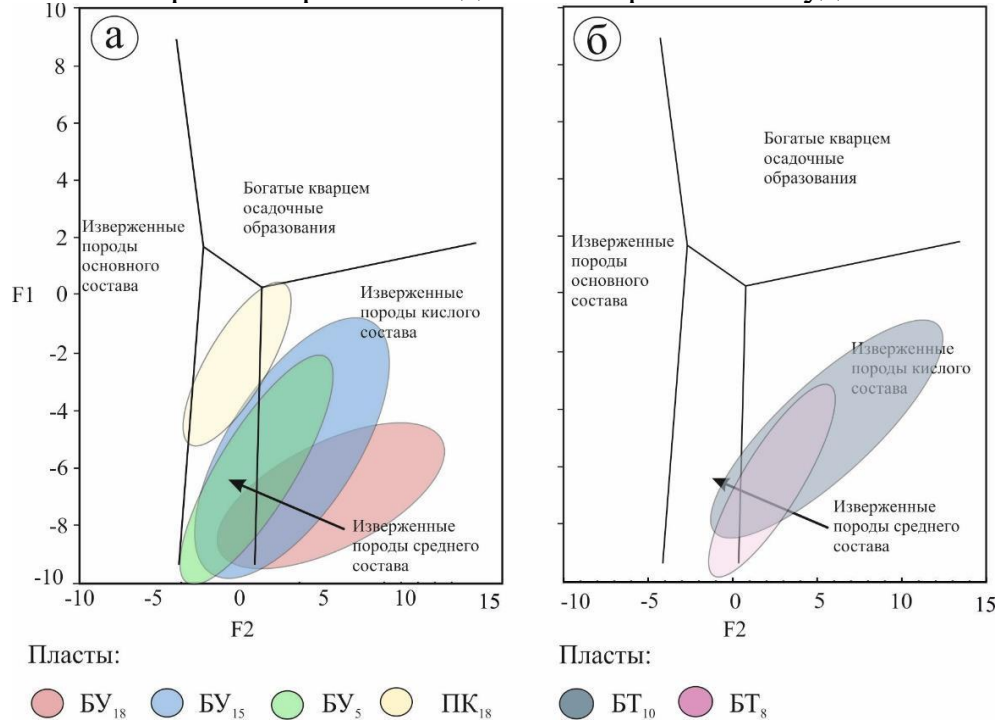 а
10
8
6
4
2
0
-2
-4
-6
-8
-10
F1
Богатые кварцем
осадочные
образования
Изверженные
породы
основного
состава
Изверженные
породы кислого
состава
Изверженные
породы среднего
состава
-10 -5 0 5 10 15
F2
б
Богатые кварцем
осадочные
образования
Изверженные
породы
основного
состава
Изверженные
породы кислого
состава
Изверженные
породы среднего
состава
-10 -5 0 5 10 15
F2
Пласты:
БУ₁₈ БУ₁₅ БУ₅ ПК₁₈
Пласты:
БТ₁₀ БТ₈